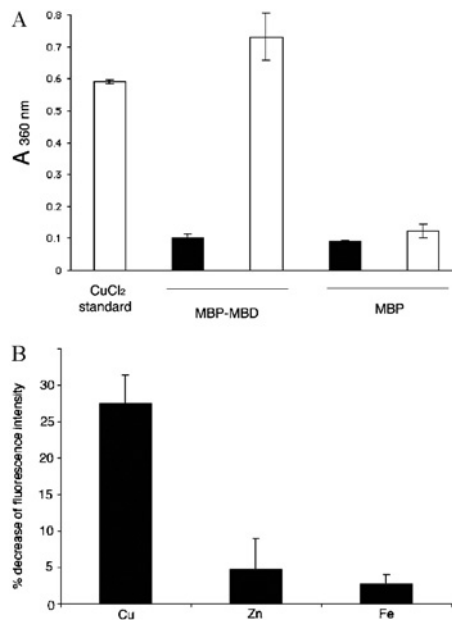 A
0.8
0.7
0.6
0.5
0.4
0.3
0.2
0.1
0
A 360 nm
CuCl₂
standard
MBP-MBD
MBP
B
30
25
20
15
10
5
0
% decrease of fluorescence intensity
Cu Zn Fe